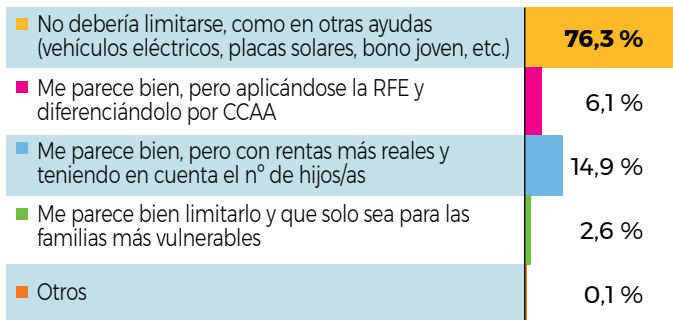 No debería limitarse, como en otras ayudas
(vehículos eléctricos, placas solares, bono joven, etc.)
76,3 %
Me parece bien, pero aplicándose la RFE y
diferenciándolo por CCAA
6,1 %
Me parece bien, pero con rentas más reales y
teniendo en cuenta el nº de hijos/as
14,9 %
Me parece bien limitarlo y que solo sea para las
familias más vulnerables
2,6 %
Otros
0,1 %